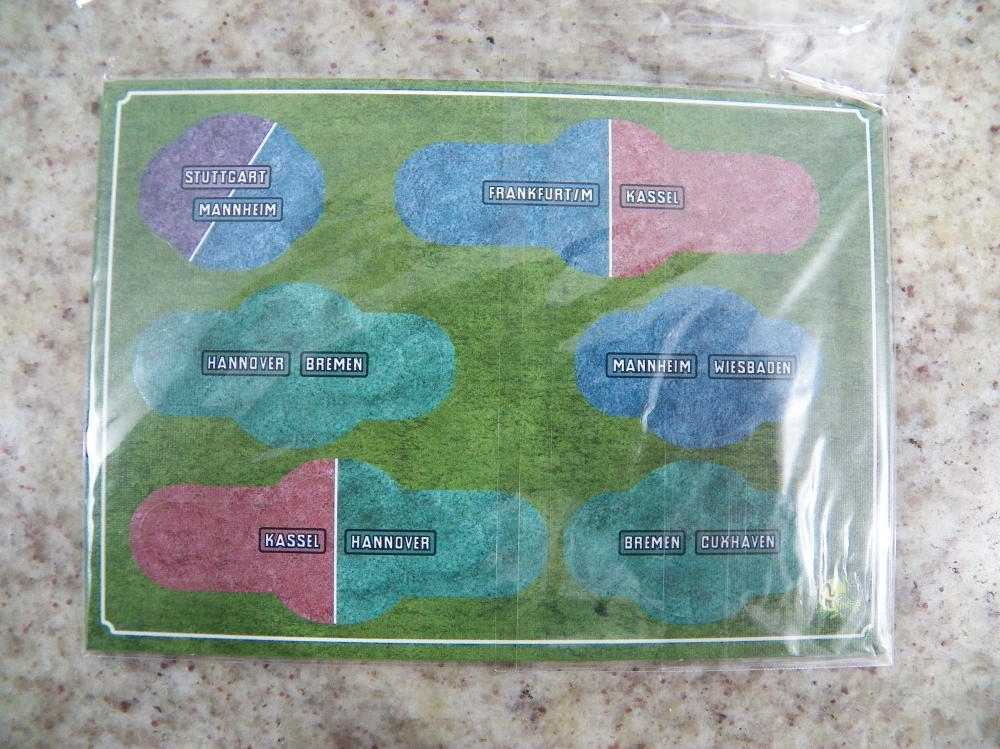 STUTTGART
MANNHEIM
FRANKFURT/M KASSEL
HANNOVER BREMEN
MANNHEIM WIESBADEN
KASSEL HANNOVER
BREMEN CUXHAVEN